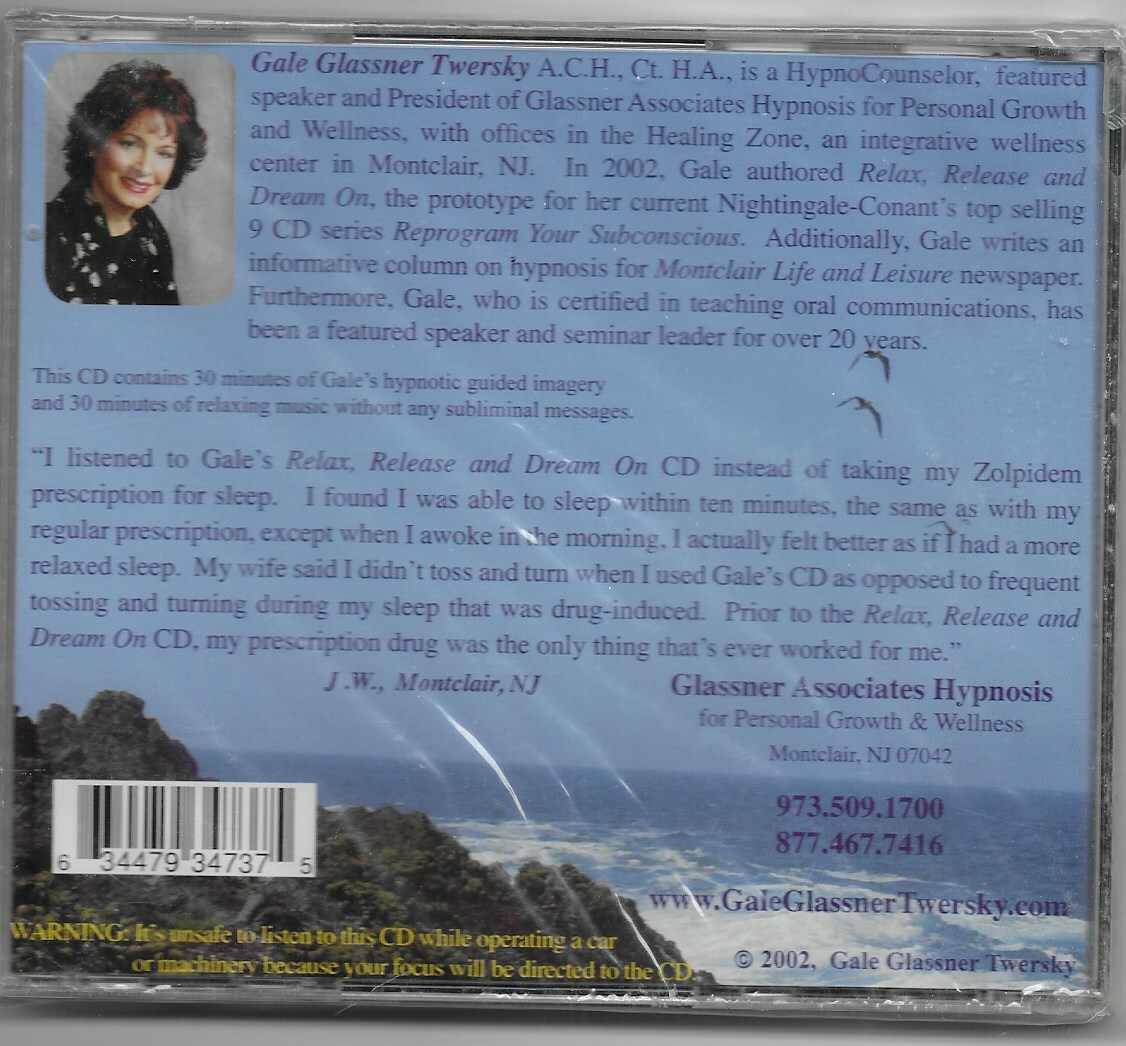 Gale Glassner Twersky A.C.H., Ct. H.A., is a HypnoCounselor, featured
speaker and President of Glassner Associates Hypnosis for Personal Growth
and Wellness, with offices in the Healing Zone, an integrative wellness
center in Montclair, NJ. In 2002, Gale authored Relax, Release and
Dream On, the prototype for her current Nightingale-Conant's top selling
9 CD series Reprogram Your Subconscious. Additionally, Gale writes an
informative column on hypnosis for Montclair Life and Leisure newspaper.
Furthermore, Gale, who is certified in teaching oral communications, has
been a featured speaker and seminar leader for over 20 years.
This CD contains 30 minutes of Gale's hypnotic guided imagery
and 30 minutes of relaxing music without any subliminal messages.
"I listened to Gale's Relax, Release and Dream On CD instead of taking my Zolpidem
prescription for sleep. I found I was able to sleep within ten minutes, the same as with my
regular prescription, except when I awoke in the morning, I actually felt better as if I had a more
relaxed sleep. My wife said I didn't toss and turn when I used Gale's CD as opposed to frequent
tossing and turning during my sleep that was drug-induced. Prior to the Relax, Release and
Dream On CD, my prescription drug was the only thing that's ever worked for me."
J .W., Montclair, NJ
Glassner Associates Hypnosis
for Personal Growth & Wellness
Montclair, NJ 07042
973.509.1700
877.467.7416
www.GaleGlassnerTwersky.com
© 2002, Gale Glassner Twersky
6 34479 34737 5
WARNING: It's unsafe to listen to this CD while operating a car
or machinery because your focus will be directed to the CD.